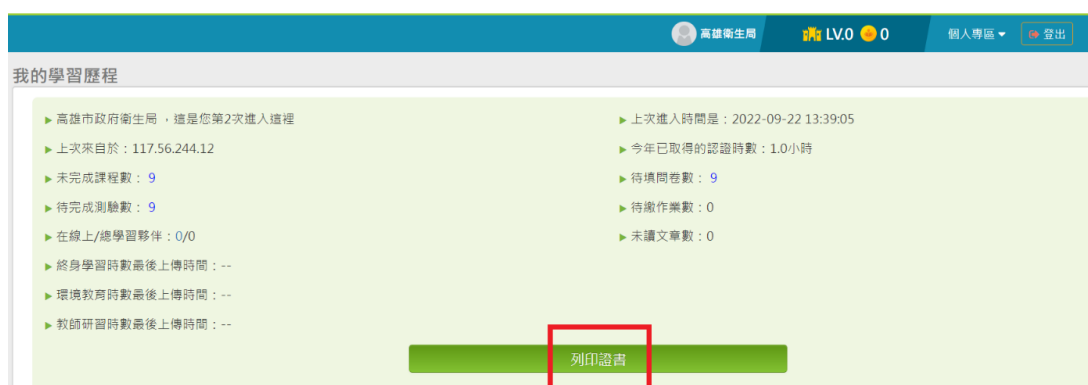 高雄衛生局 LV.0 0 個人專區 登出
我的學習歷程
高雄市政府衛生局 ，這是您第2次進入這裡
上次進入時間是：2022-09-22 13:39:05
上次來自於：117.56.244.12
今年已取得的認證時數：1.0小時
未完成課程數： 9
待填問卷數： 9
待完成測驗數： 9
待繳作業數：0
在線上/總學習夥伴：0/0
未讀文章數：0
終身學習時數最後上傳時間：--
環境教育時數最後上傳時間：--
教師研習時數最後上傳時間：--
列印證書